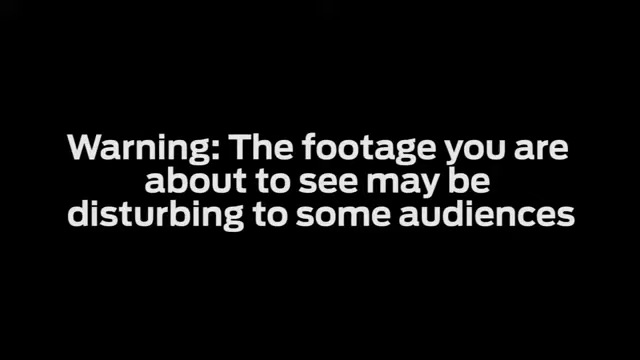 Warning: The footage you are
about to see may be
disturbing to some audiences